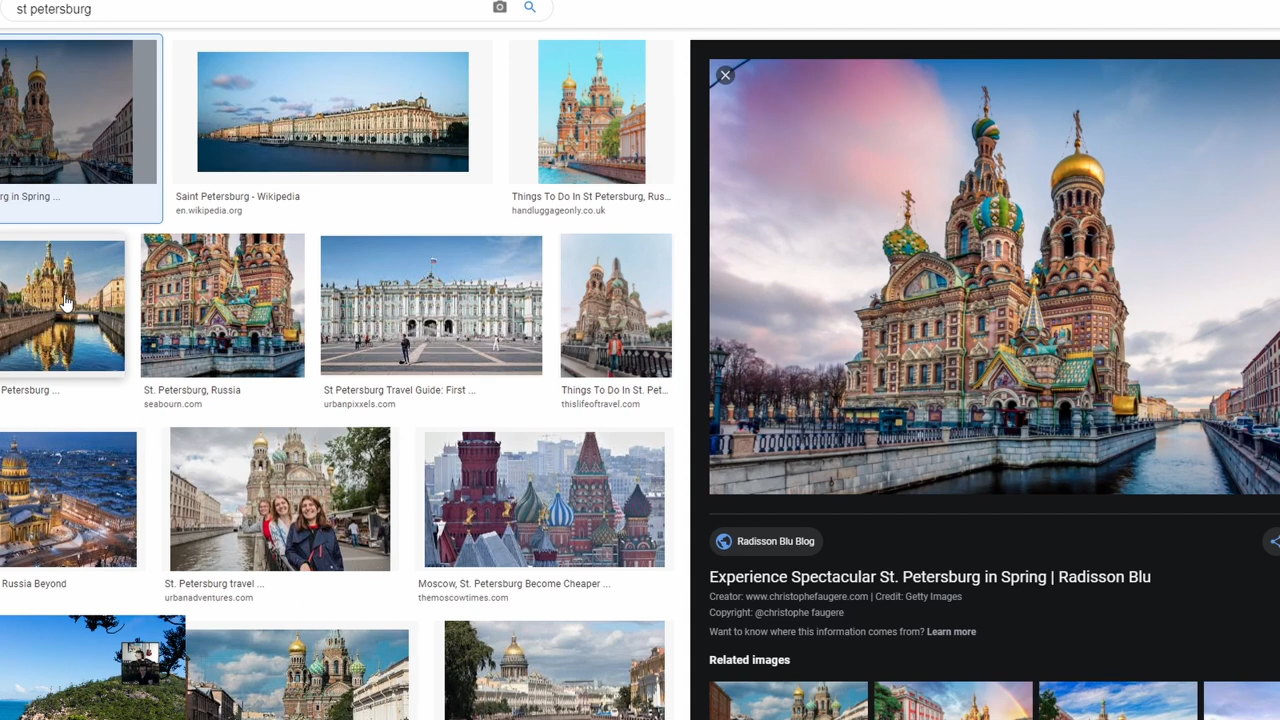 st petersburg
rg in Spring ...
Saint Petersburg - Wikipedia
en.wikipedia.org
Things To Do In St Petersburg, Rus...
handluggageonly.co.uk
Petersburg ...
St. Petersburg, Russia
seabourn.com
St Petersburg Travel Guide: First ...
urbanpixxels.com
Things To Do In St. Pet...
thislifeoftravel.com
Russia Beyond
St. Petersburg travel ...
urbanadventures.com
Moscow, St. Petersburg Become Cheaper ...
themoscowtimes.com
Radisson Blu Blog
Experience Spectacular St. Petersburg in Spring | Radisson Blu
Creator: www.christophefaugere.com | Credit: Getty Images
Copyright: @christophe faugere
Want to know where this information comes from? Learn more
Related images